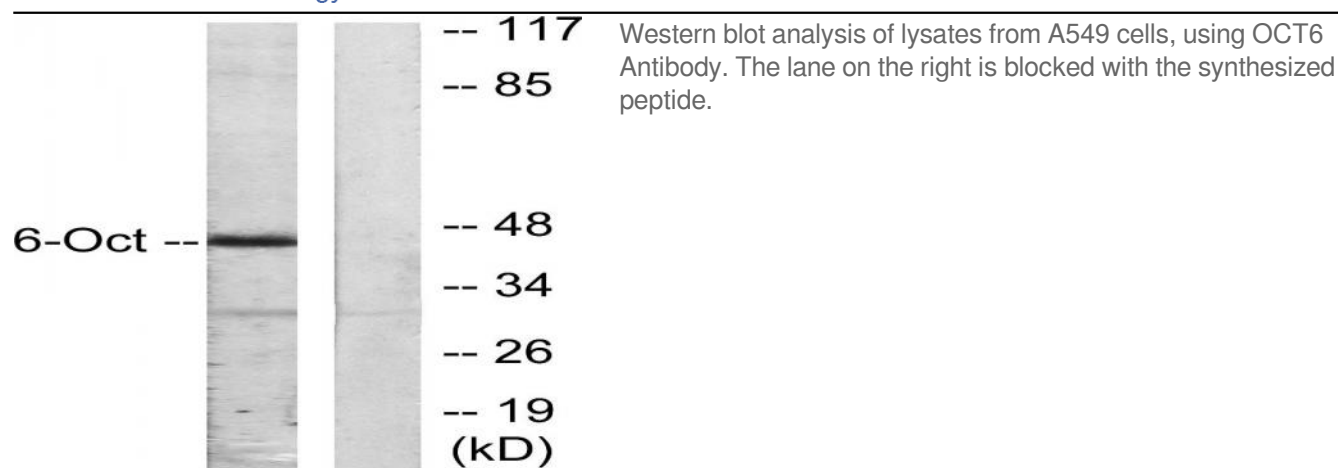 -- 117
-- 85
6-Oct --
-- 48
-- 34
-- 26
-- 19
(kD)
Western blot analysis of lysates from A549 cells, using OCT6
Antibody. The lane on the right is blocked with the synthesized
peptide.